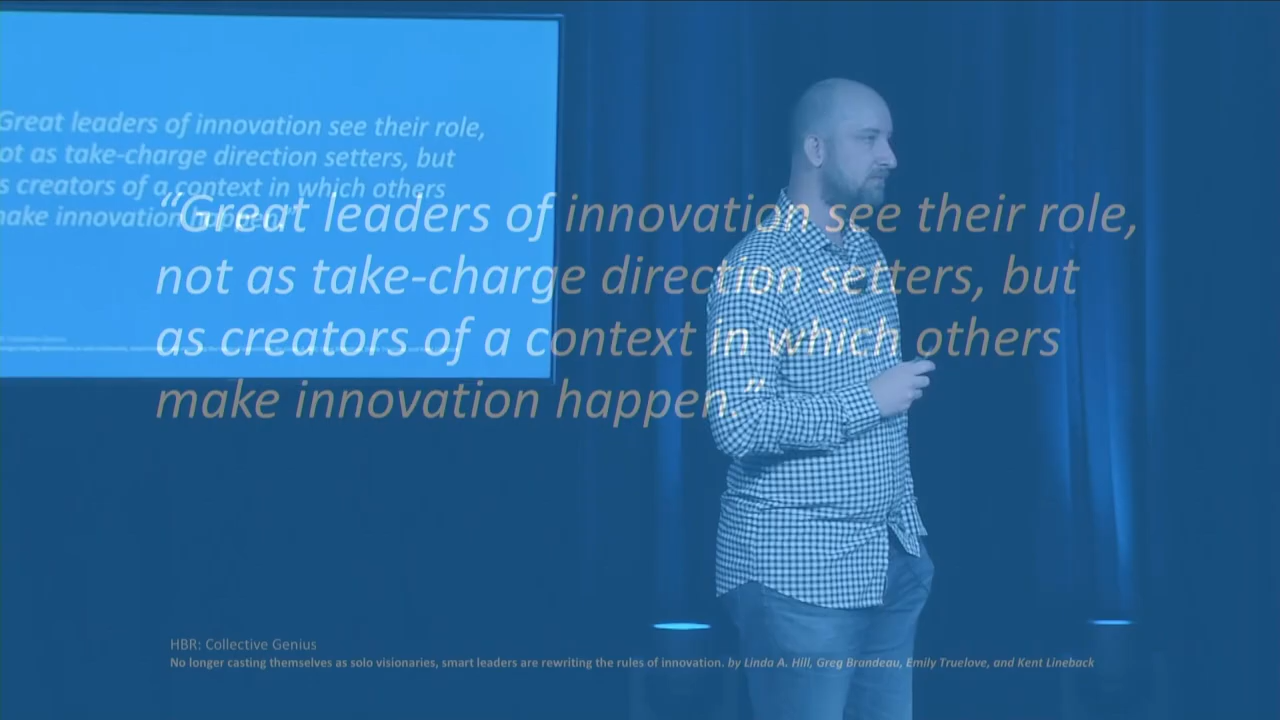 Great leaders of innovation see their role,
ot as take-charge direction setters, but
s creators of a context in which others
make innovation happen."
“Great leaders of innovation see their role,
not as take-charge direction setters, but
as creators of a context in which others
make innovation happen.”
HBR: Collective Genius
No longer casting themselves as solo visionaries, smart leaders are rewriting the rules of innovation. by Linda A. Hill, Greg Brandeau, Emily Truelove, and Kent Lineback